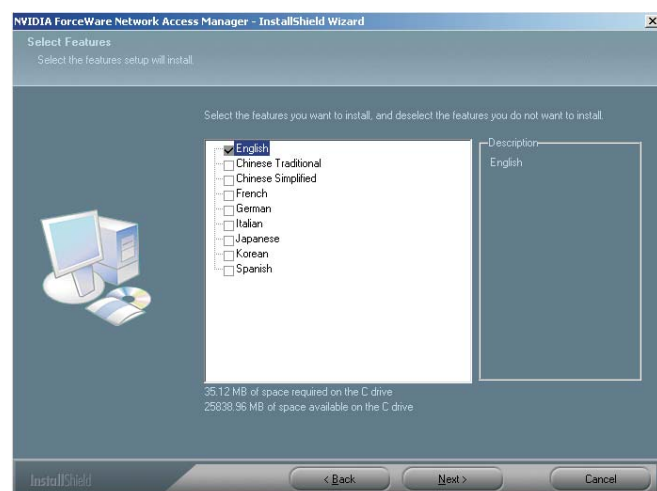 NVIDIA ForceWare Network Access Manager - InstallShield Wizard
Select Features
Select the features setup will install.
Select the features you want to install, and deselect the features you do not want to install.
English
Chinese Traditional
Chinese Simplified
French
German
Italian
Japanese
Korean
Spanish
Description
English
35.12 MB of space required on the C drive
25838.96 MB of space available on the C drive
InstallShield
< Back
Next >
Cancel